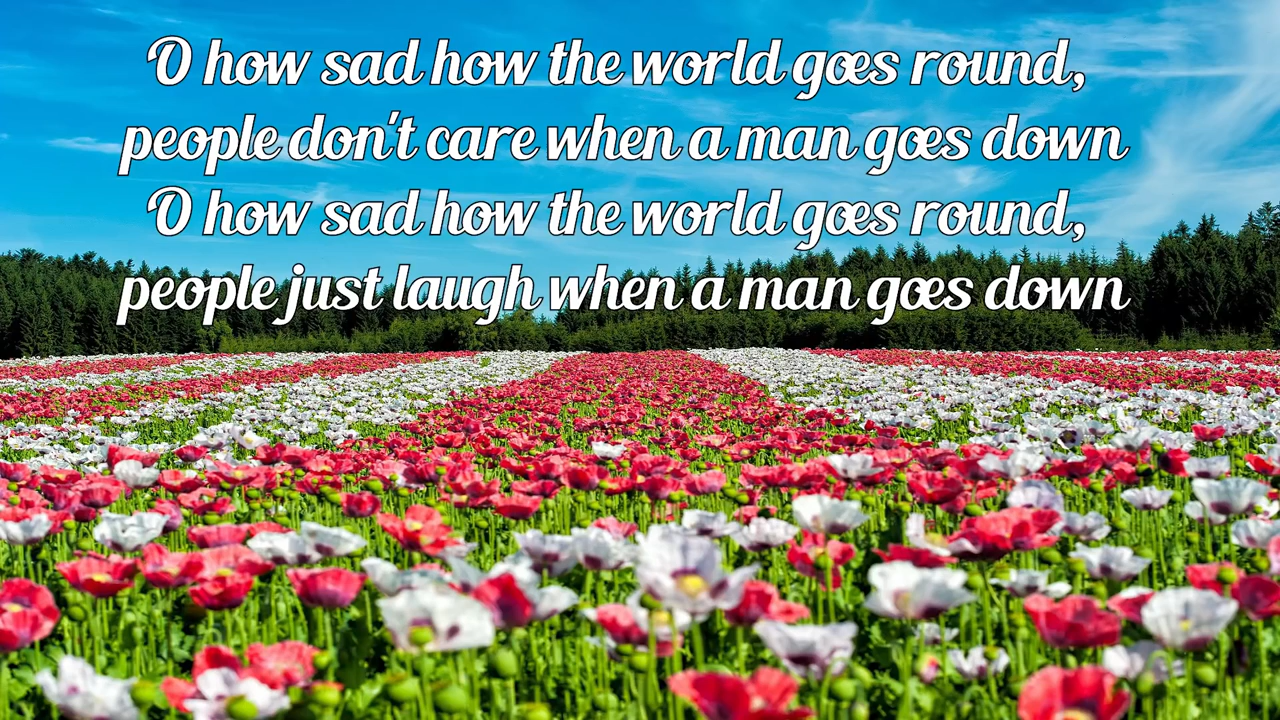 O how sad how the world goes round,
people don't care when a man goes down
O how sad how the world goes round,
people just laugh when a man goes down